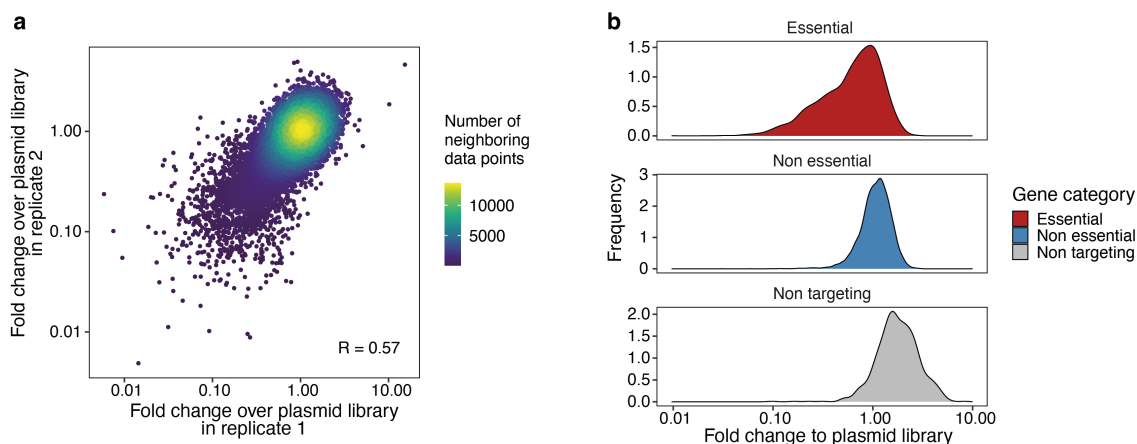 a
Fold change over plasmid library
in replicate 2
1.00
0.10
0.01
R = 0.57
0.01
0.10
1.00
10.00
Fold change over plasmid library
in replicate 1
Number of
neighboring
data points
10000
5000
b
Essential
1.5
1.0
0.5
0.0
Non essential
3
2
1
0
Frequency
Non targeting
2.0
1.5
1.0
0.5
0.0
0.01
0.10
1.00
10.00
Fold change to plasmid library
Gene category
Essential
Non essential
Non targeting